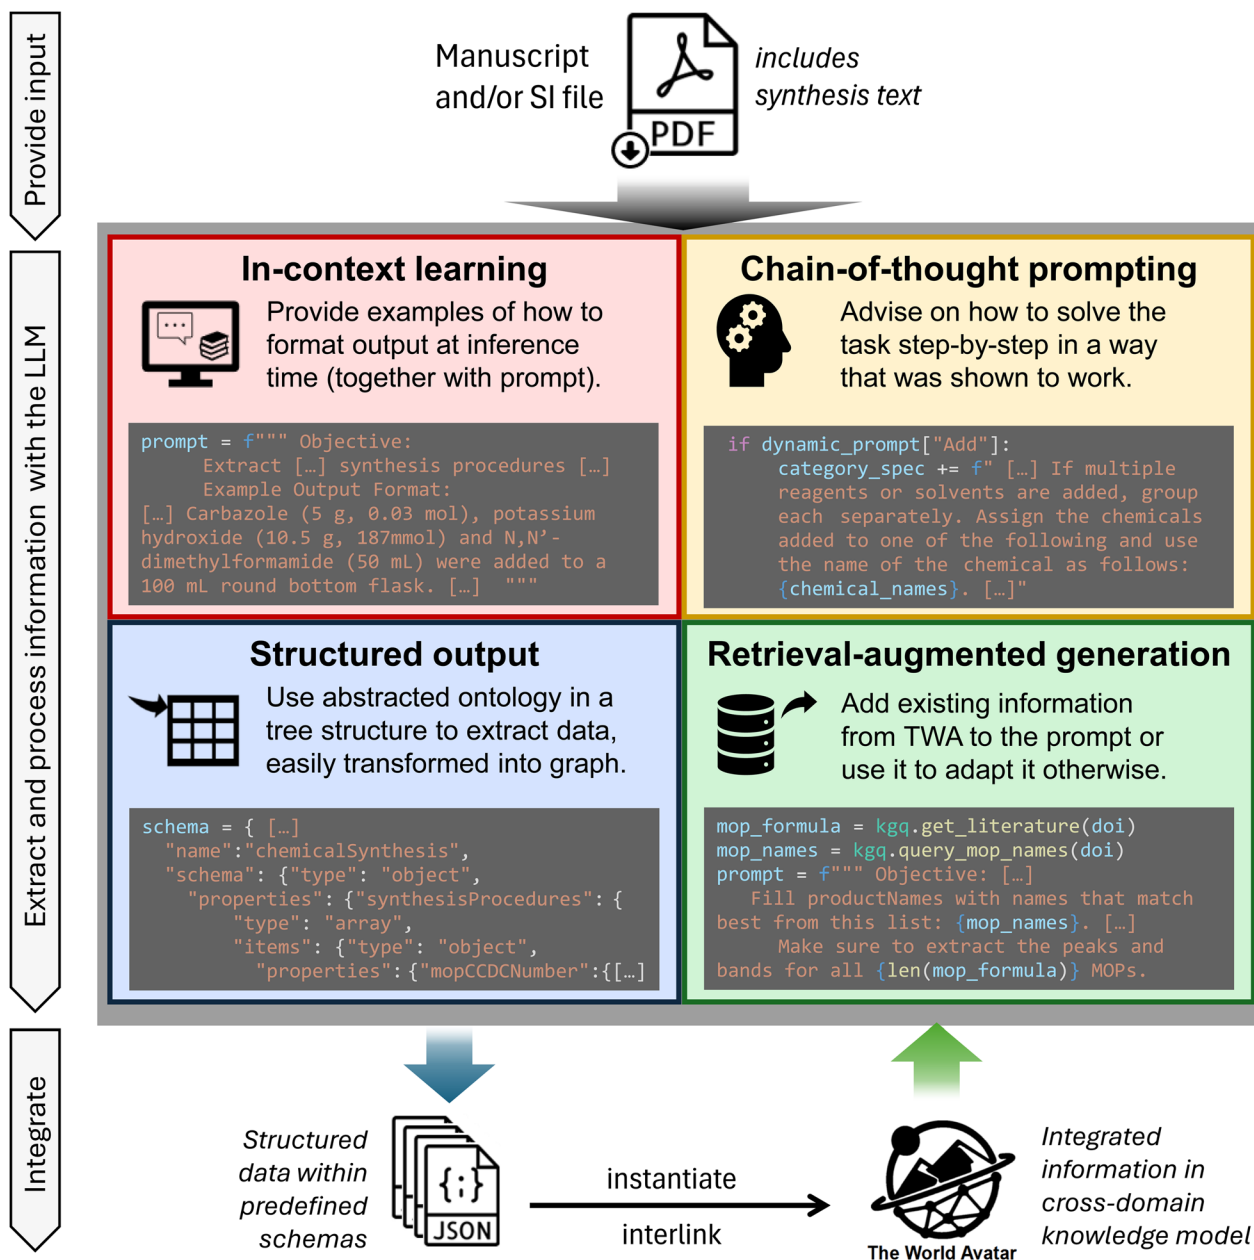 Provide input
Manuscript
and/or SI file
PDF
includes
synthesis text
Extract and process information with the LLM
In-context learning
Provide examples of how to
format output at inference
time (together with prompt).
prompt = f""" Objective:
Extract […] synthesis procedures […]
Example Output Format:
[…] Carbazole (5 g, 0.03 mol), potassium
hydroxide (10.5 g, 187mmol) and N,N’-
dimethylformamide (50 mL) were added to a
100 mL round bottom flask. […] """
Chain-of-thought prompting
Advise on how to solve the
task step-by-step in a way
that was shown to work.
if dynamic_prompt["Add"]:
category_spec += f" […] If multiple
reagents or solvents are added, group
each separately. Assign the chemicals
added to one of the following and use
the name of the chemical as follows:
{chemical_names}. […]"
Structured output
Use abstracted ontology in a
tree structure to extract data,
easily transformed into graph.
schema = { […]
"name":"chemicalSynthesis",
"schema": {"type": "object",
"properties": {"synthesisProcedures": {
"type": "array",
"items": {"type": "object",
"properties": {"mopCCDCNumber":{[…]
Retrieval-augmented generation
Add existing information
from TWA to the prompt or
use it to adapt it otherwise.
mop_formula = kgq.get_literature(doi)
mop_names = kgq.query_mop_names(doi)
prompt = f""" Objective: […]
Fill productNames with names that match
best from this list: {mop_names}. […]
Make sure to extract the peaks and
bands for all {len(mop_formula)} MOPs.
Integrate
Structured
data within
predefined
schemas
{;}
JSON
instantiate
interlink
The World Avatar
Integrated
information in
cross-domain
knowledge model